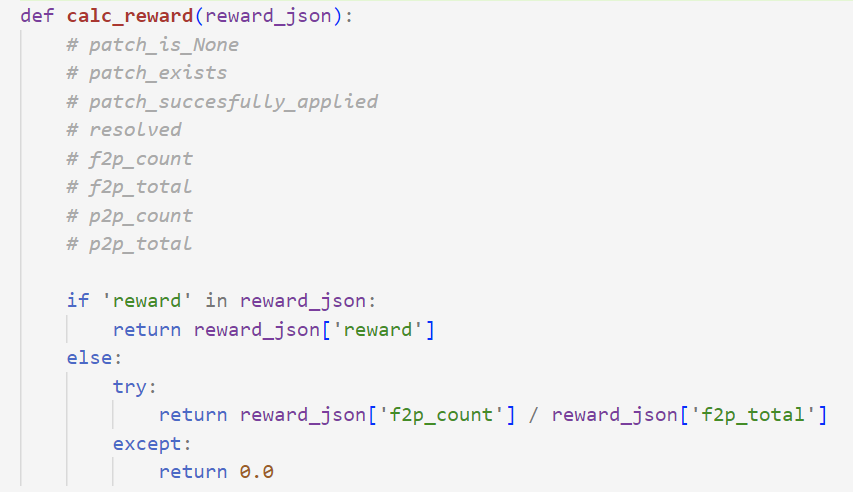 def calc_reward(reward_json):
    # patch_is_None
    # patch_exists
    # patch_succesfully_applied
    # resolved
    # f2p_count
    # f2p_total
    # p2p_count
    # p2p_total

    if 'reward' in reward_json:
        return reward_json['reward']
    else:
        try:
            return reward_json['f2p_count'] / reward_json['f2p_total']
        except:
            return 0.0